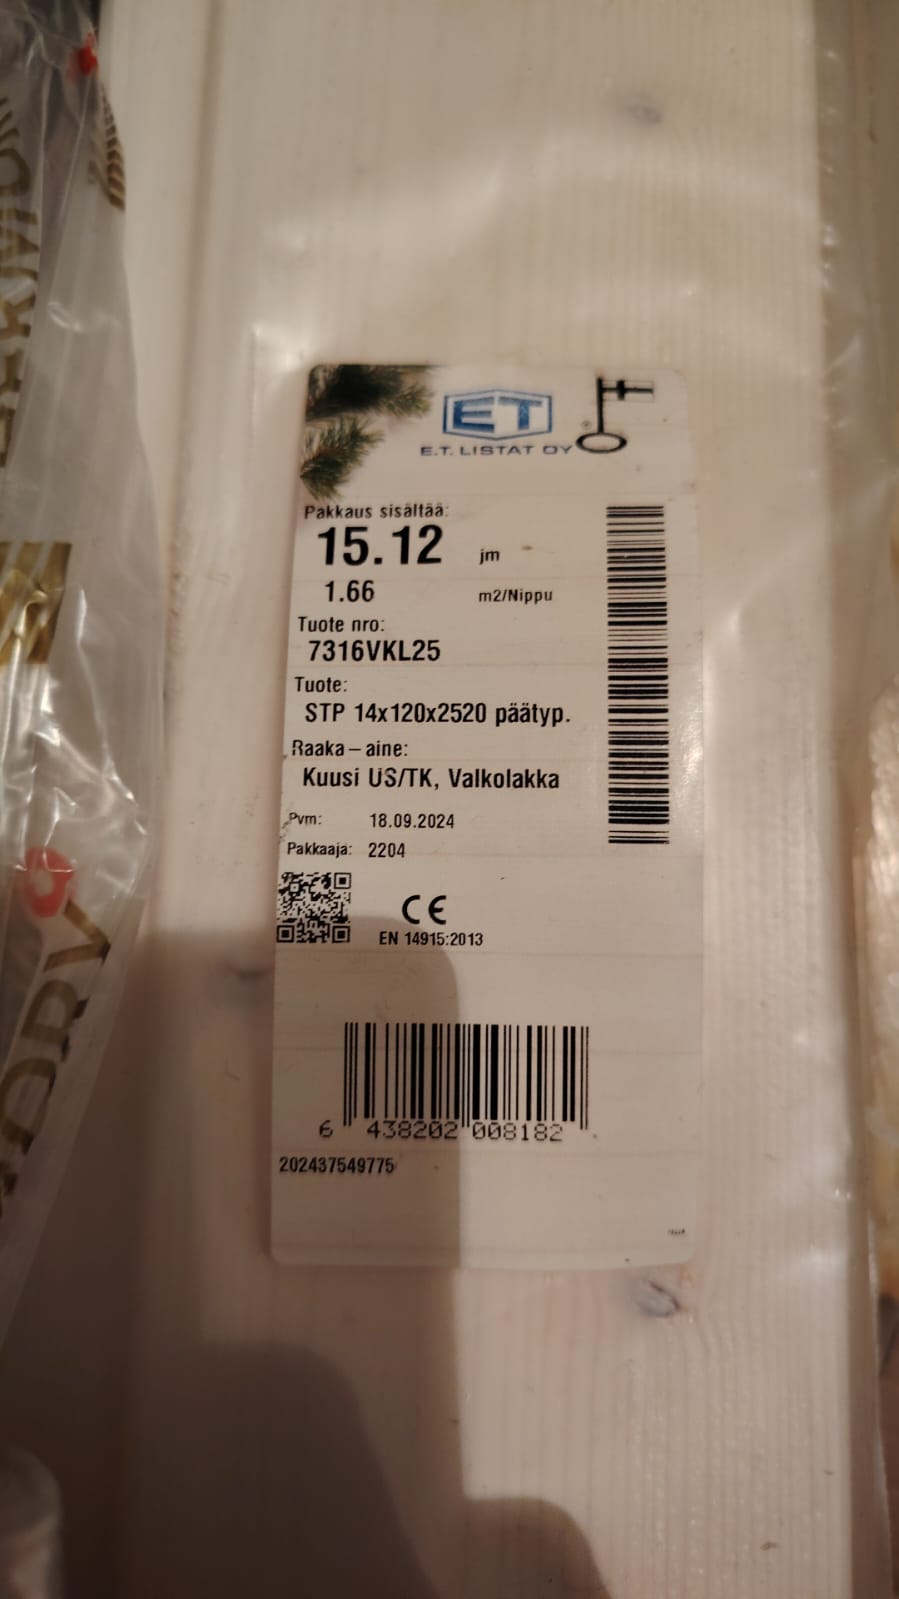 ET
E.T. LISTAT OY
Pakkaus sisältää:
15.12 jm
1.66 m2/Nippu
Tuote nro:
7316VKL25
Tuote:
STP 14x120x2520 päätyp.
Raaka-aine:
Kuusi US/TK, Valkolakka
Pvm: 18.09.2024
Pakkaaja: 2204
CE
EN 14915:2013
6 438202 008182
202437549775